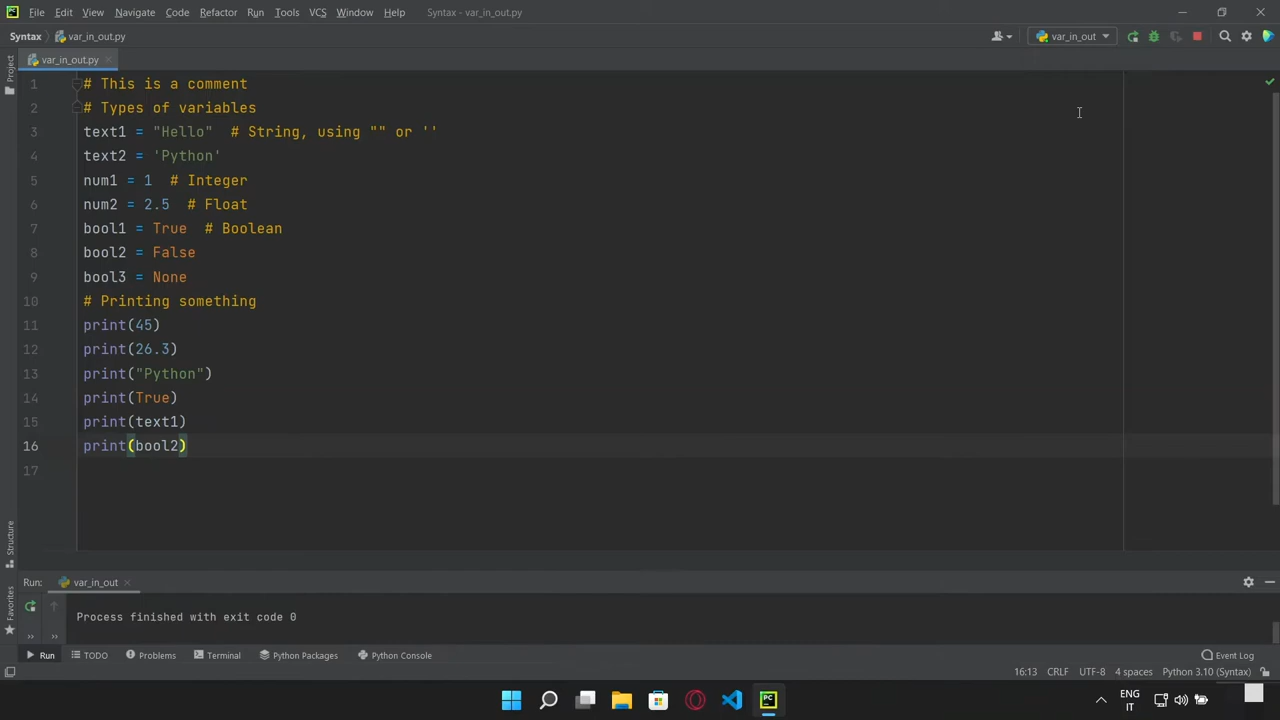 File Edit View Navigate Code Refactor Run Tools VCS Window Help Syntax - var_in_out.py
Syntax var_in_out.py var_in_out
Project
var_in_out.py
1 # This is a comment
2 # Types of variables
3 text1 = "Hello"  # String, using "" or ''
4 text2 = 'Python'
5 num1 = 1  # Integer
6 num2 = 2.5  # Float
7 bool1 = True  # Boolean
8 bool2 = False
9 bool3 = None
10 # Printing something
11 print(45)
12 print(26.3)
13 print("Python")
14 print(True)
15 print(text1)
16 print(bool2)
17
Structure
Favorites
Run: var_in_out
Process finished with exit code 0
Run TODO Problems Terminal Python Packages Python Console Event Log
16:13 CRLF UTF-8 4 spaces Python 3.10 (Syntax)
ENG
IT